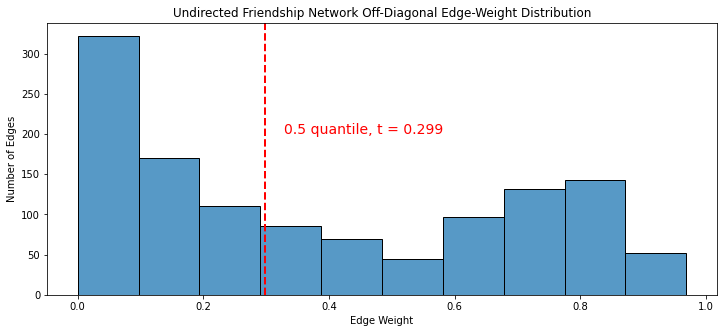 Undirected Friendship Network Off-Diagonal Edge-Weight Distribution
300
250
200
150
100
50
0
Number of Edges
0.5 quantile, t = 0.299
0.0 0.2 0.4 0.6 0.8 1.0
Edge Weight